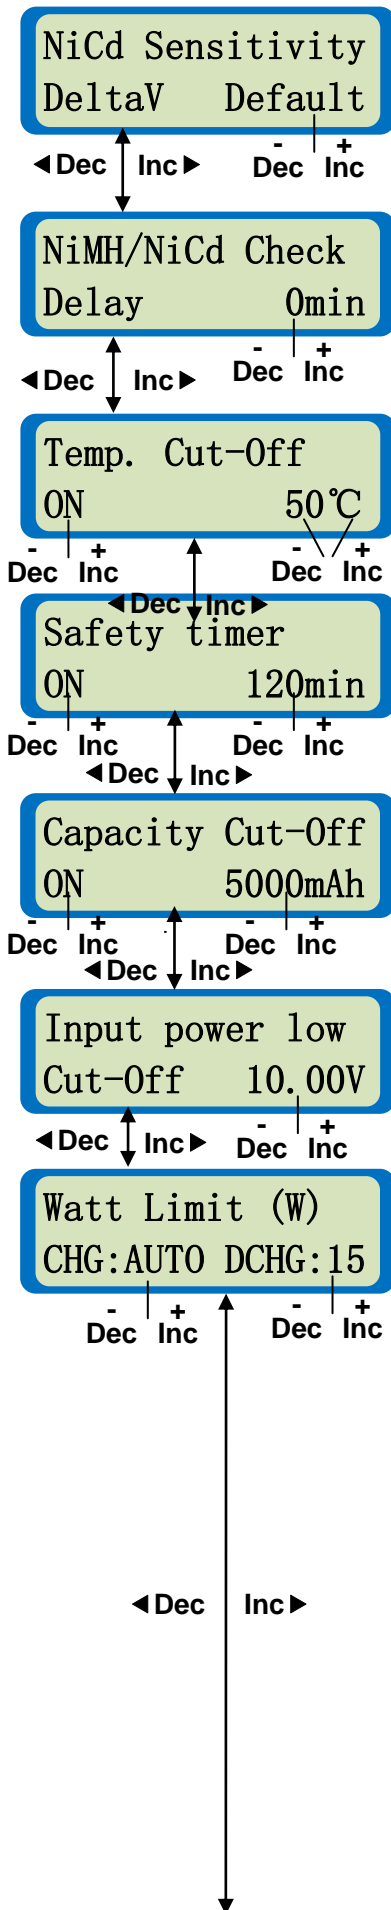 NiCd Sensitivity
DeltaV Default
- +
◄Dec Inc► Dec Inc
NiMH/NiCd Check
Delay 0min
- +
◄Dec Inc► Dec Inc
Temp. Cut-Off
ON 50℃
- + - +
Dec Inc Dec Inc
◄Dec Inc►
Safety timer
ON 120min
- + - +
Dec Inc Dec Inc
◄Dec Inc►
Capacity Cut-Off
ON 5000mAh
- + - +
Dec Inc Dec Inc
◄Dec Inc►
Input power low
Cut-Off 10.00V
- +
◄Dec Inc► Dec Inc
Watt Limit (W)
CHG:AUTO DCHG:15
- + - +
Dec Inc Dec Inc
◄Dec Inc►